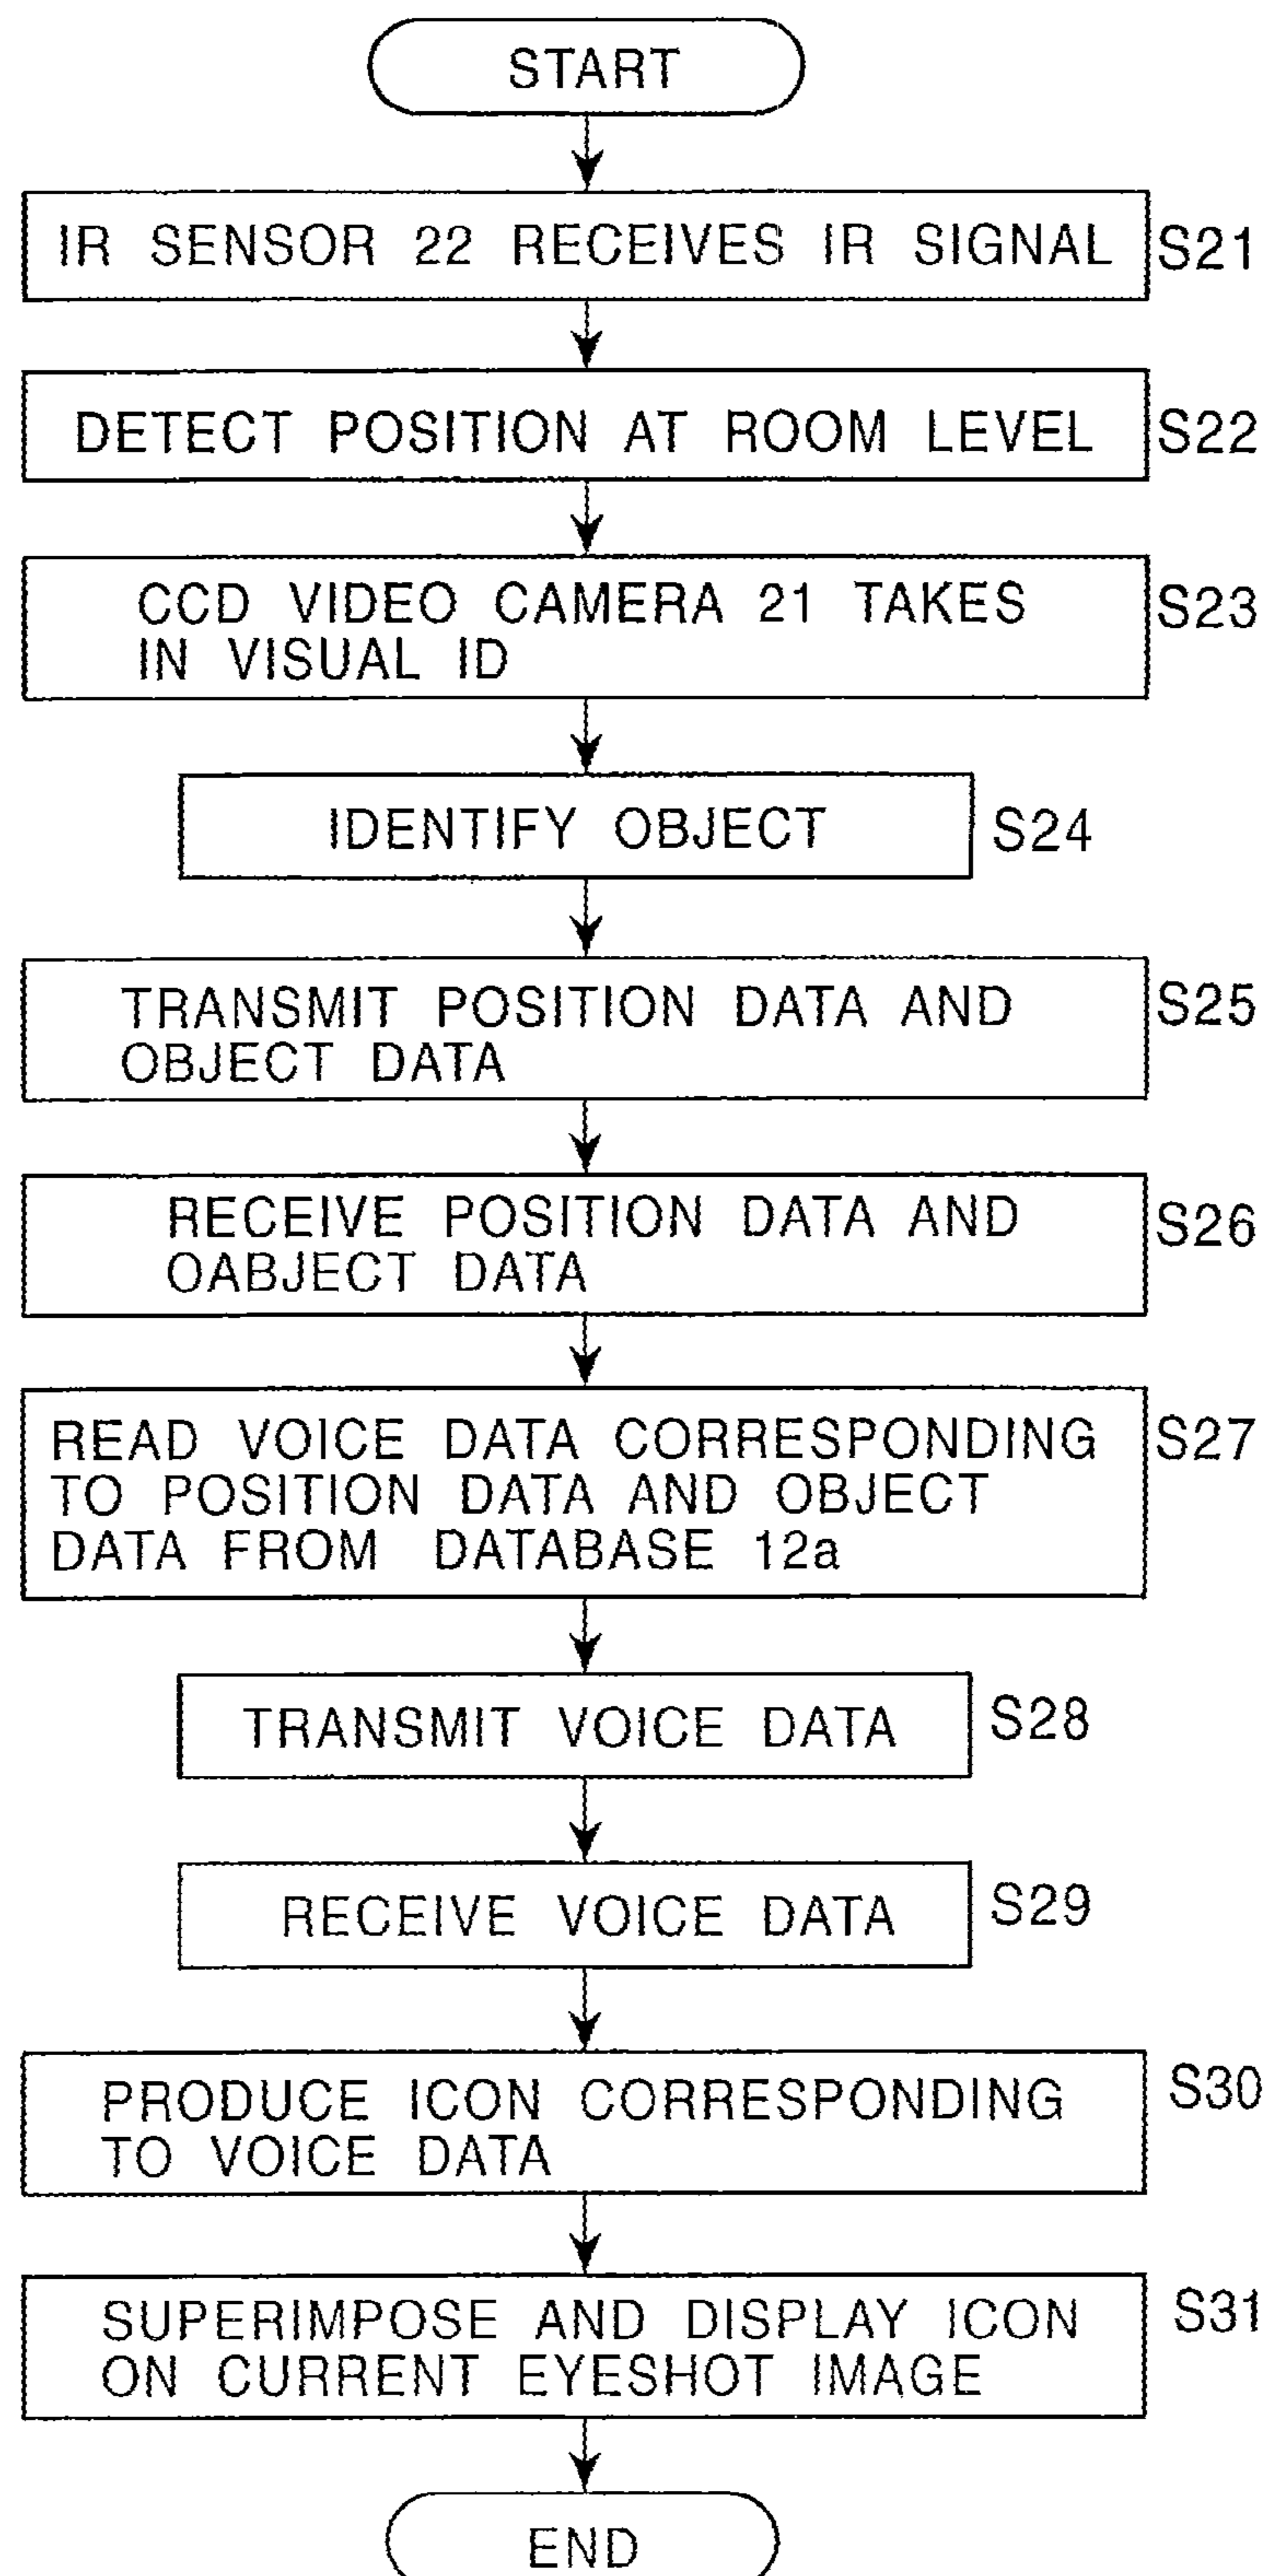 START
IR SENSOR 22 RECEIVES IR SIGNAL S21
DETECT POSITION AT ROOM LEVEL S22
CCD VIDEO CAMERA 21 TAKES S23
IN VISUAL ID
IDENTIFY OBJECT S24
TRANSMIT POSITION DATA AND S25
OBJECT DATA
RECEIVE POSITION DATA AND S26
OABJECT DATA
READ VOICE DATA CORRESPONDING S27
TO POSITION DATA AND OBJECT
DATA FROM DATABASE 12a
TRANSMIT VOICE DATA S28
RECEIVE VOICE DATA S29
PRODUCE ICON CORRESPONDING S30
TO VOICE DATA
SUPERIMPOSE AND DISPLAY ICON S31
ON CURRENT EYESHOT IMAGE
END